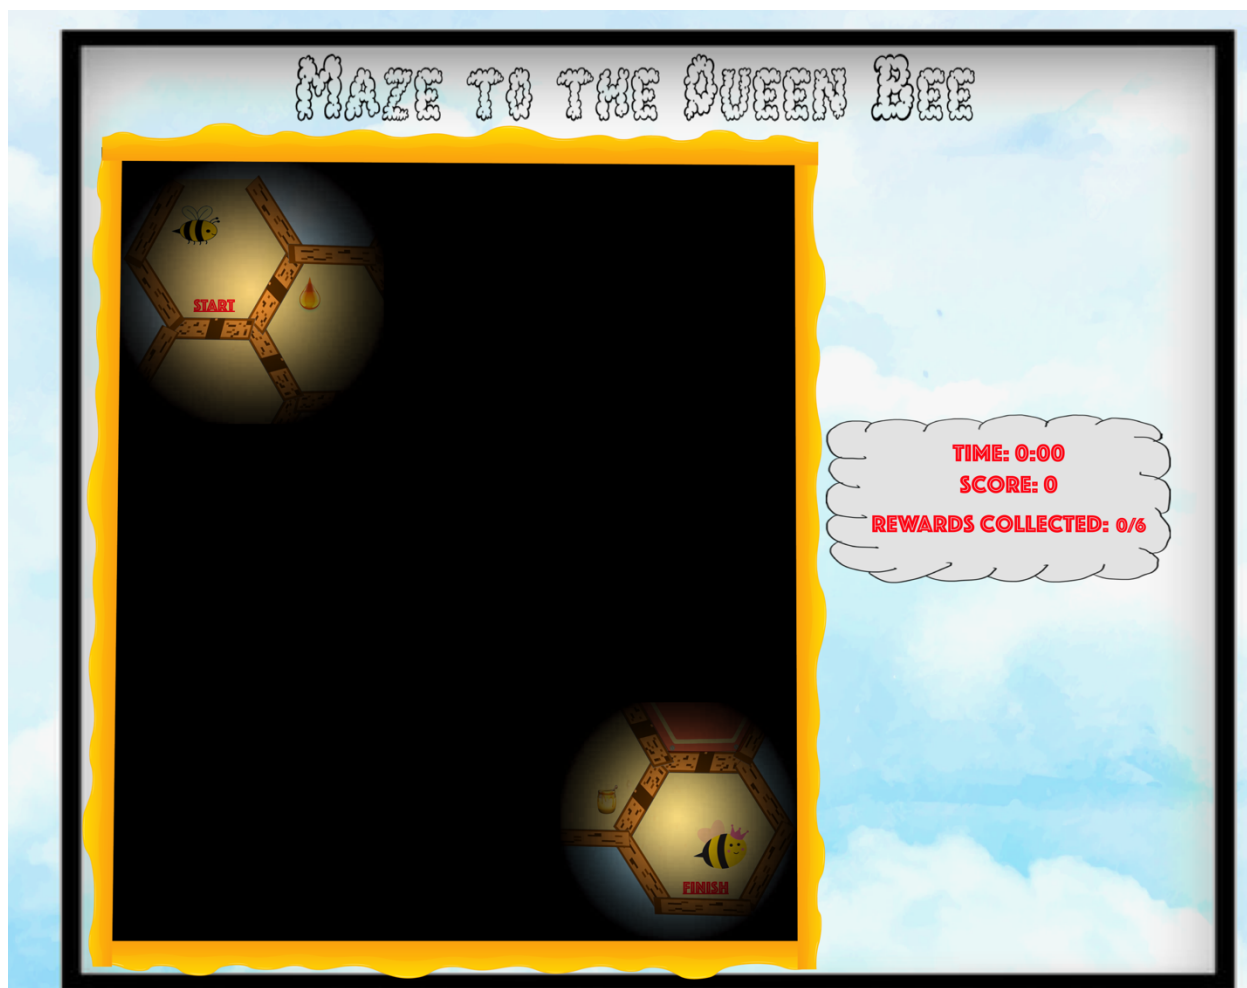 Maze to the Queen Bee
START
TIME: 0:00
SCORE: 0
REWARDS COLLECTED: 0/6
FINISH